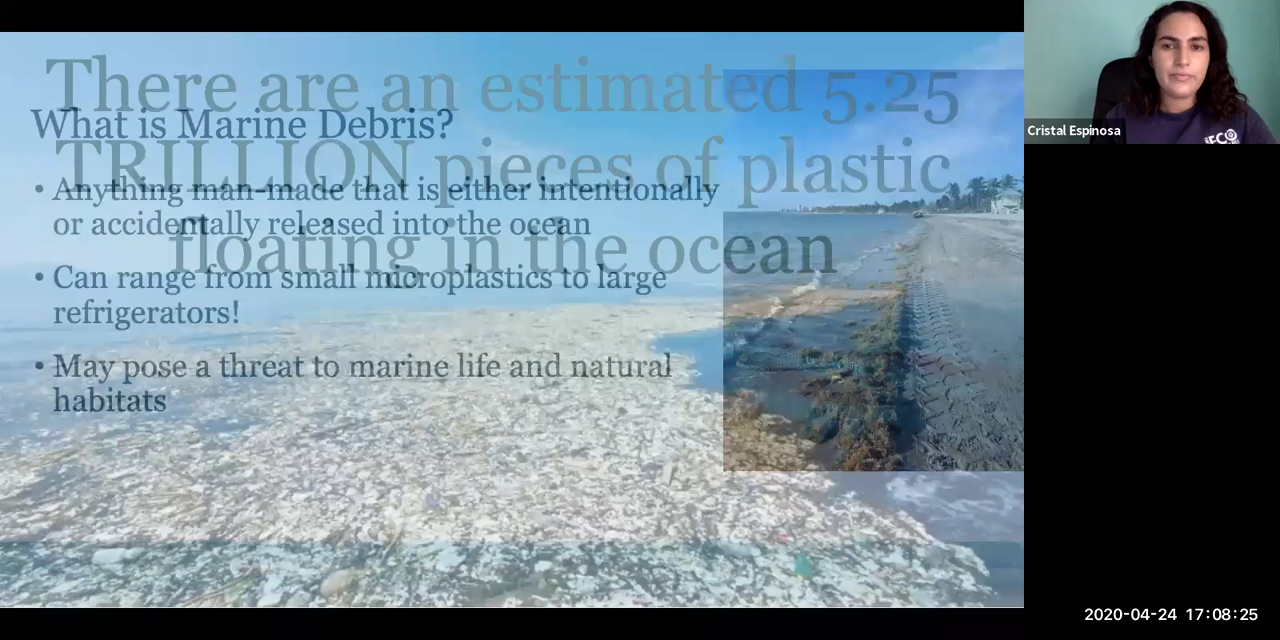 There are an estimated 5.25
TRILLION pieces of plastic
floating in the ocean
What is Marine Debris?
• Anything man-made that is either intentionally
or accidentally released into the ocean
• Can range from small microplastics to large
refrigerators!
• May pose a threat to marine life and natural
habitats
Cristal Espinosa
ECO
2020-04-24 17:08:25